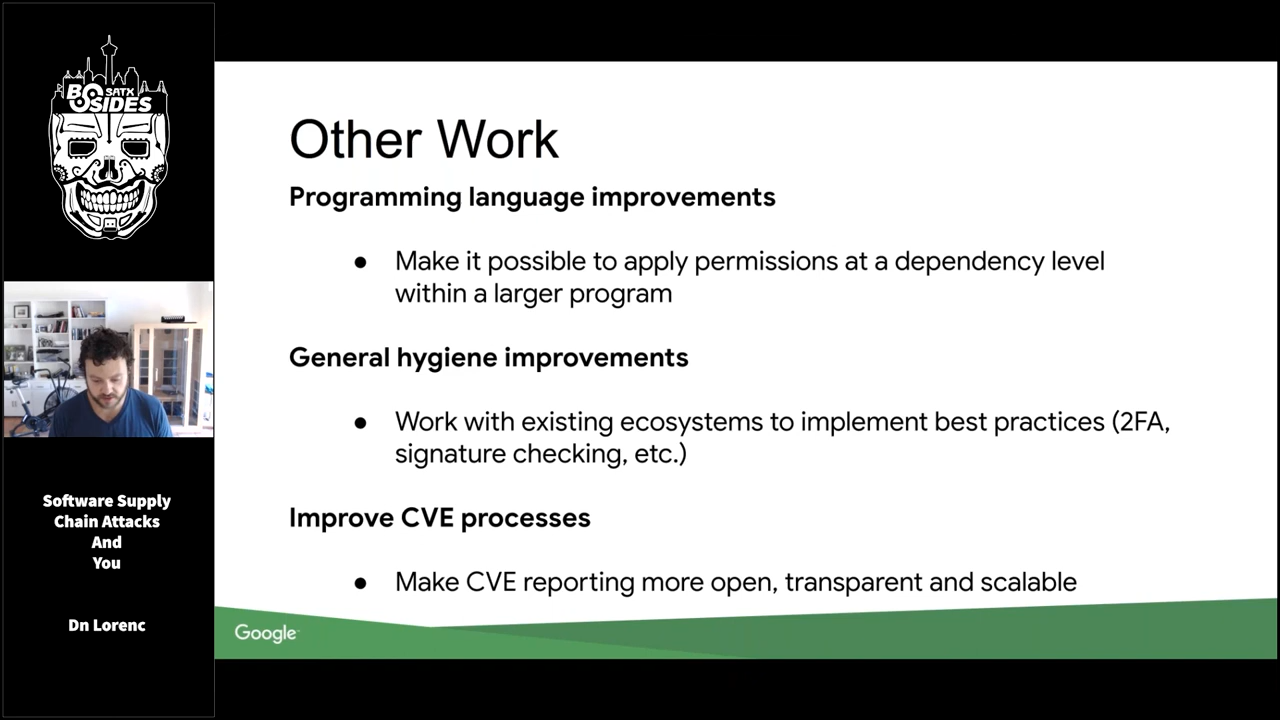 BSIDES
SATX
Software Supply
Chain Attacks
And
You
Dn Lorenc
Other Work
Programming language improvements
● Make it possible to apply permissions at a dependency level
within a larger program
General hygiene improvements
● Work with existing ecosystems to implement best practices (2FA,
signature checking, etc.)
Improve CVE processes
● Make CVE reporting more open, transparent and scalable
Google